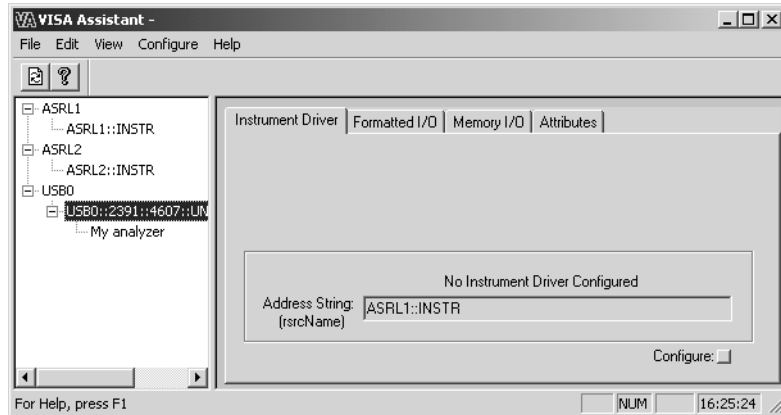 VISA Assistant -
File Edit View Configure Help
ASRL1
ASRL1::INSTR
ASRL2
ASRL2::INSTR
USB0
USB0::2391::4607::UN
My analyzer
Instrument Driver Formatted I/O Memory I/O Attributes
No Instrument Driver Configured
Address String: ASRL1::INSTR
(rsrcName)
Configure:
For Help, press F1 NUM 16:25:24